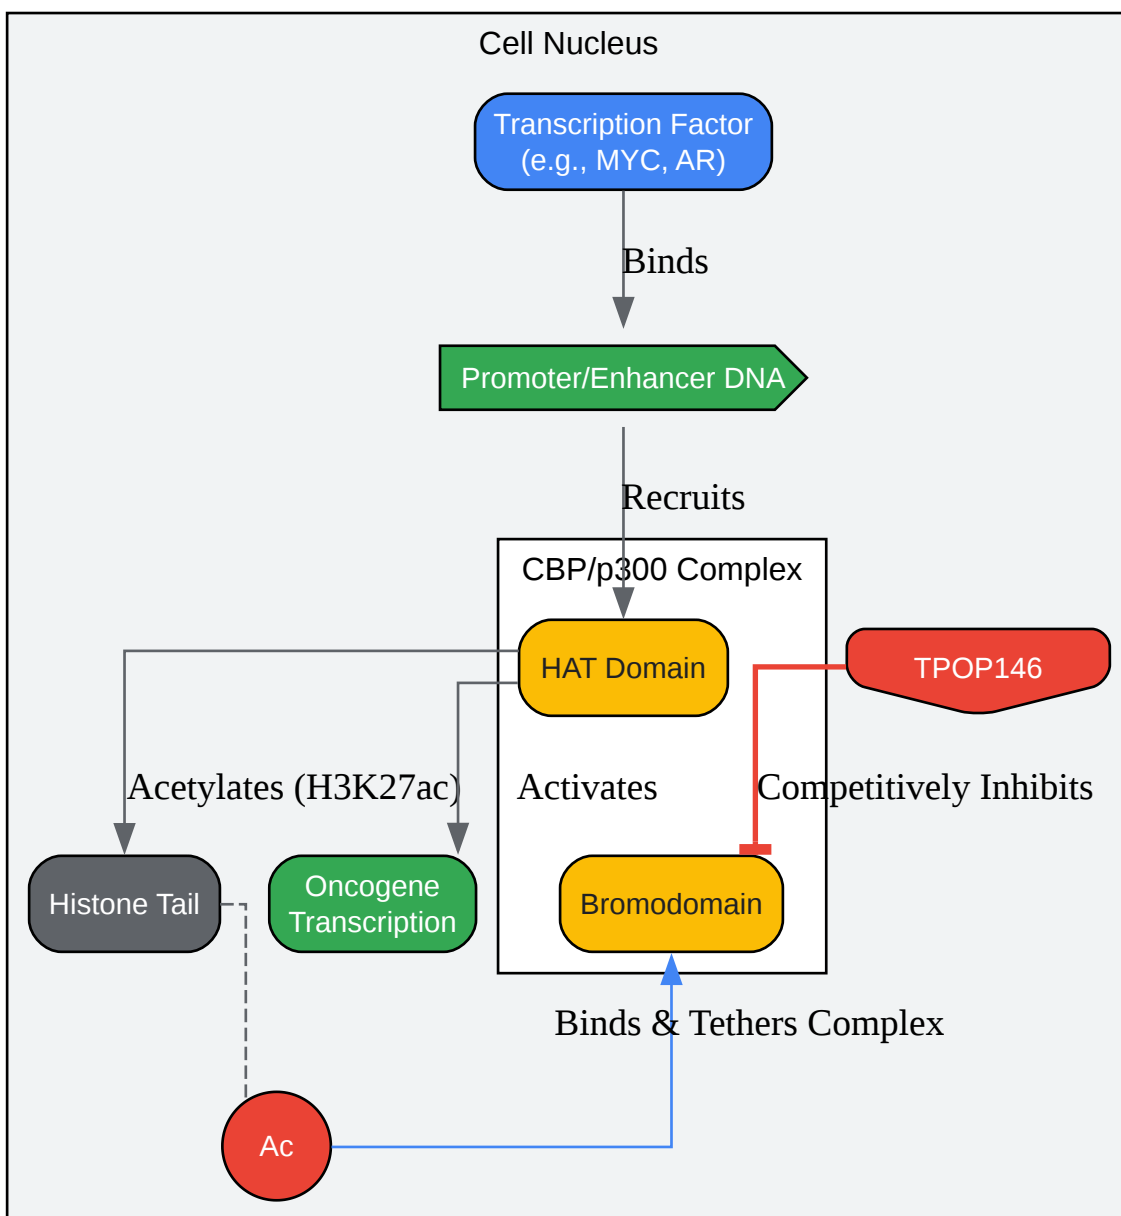 Cell Nucleus
Transcription Factor
(e.g., MYC, AR)
Binds
Promoter/Enhancer DNA
Recruits
CBP/p300 Complex
HAT Domain
TPOP146
Acetylates (H3K27ac)
Activates
Competitively Inhibits
Histone Tail
Oncogene
Transcription
Bromodomain
Binds & Tethers Complex
Ac